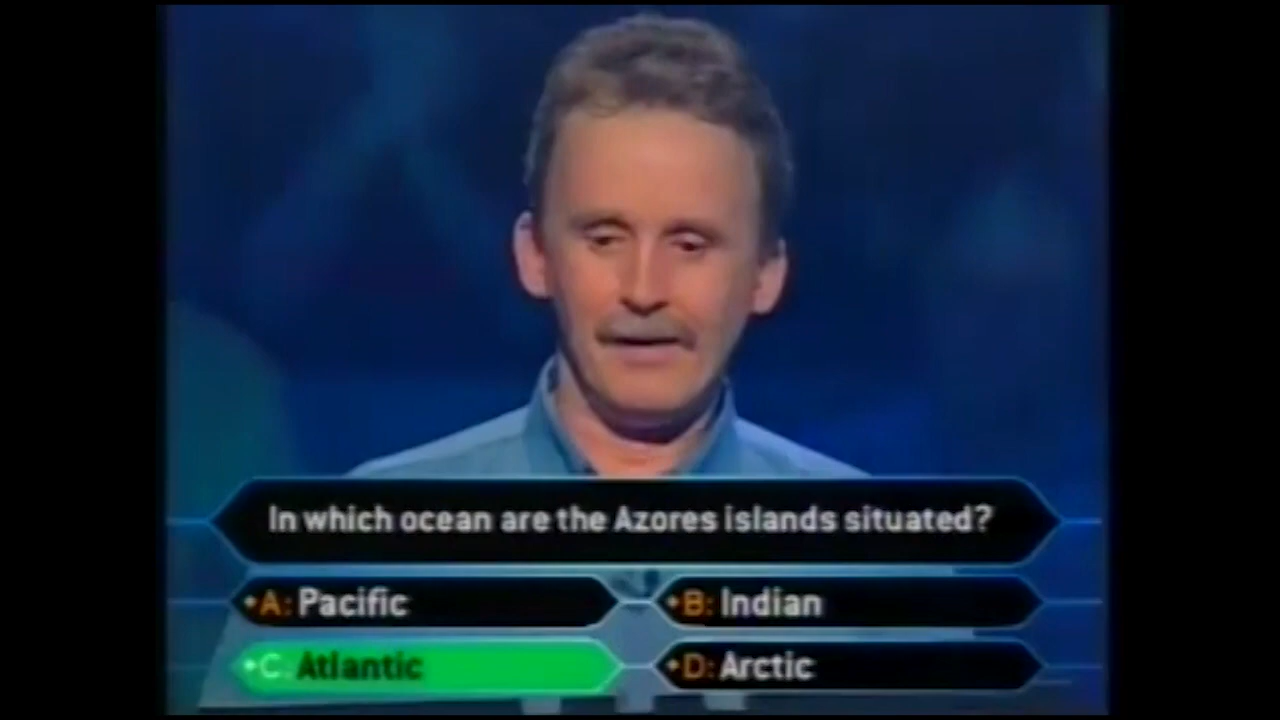 In which ocean are the Azores islands situated?
A: Pacific
B: Indian
C: Atlantic
D: Arctic